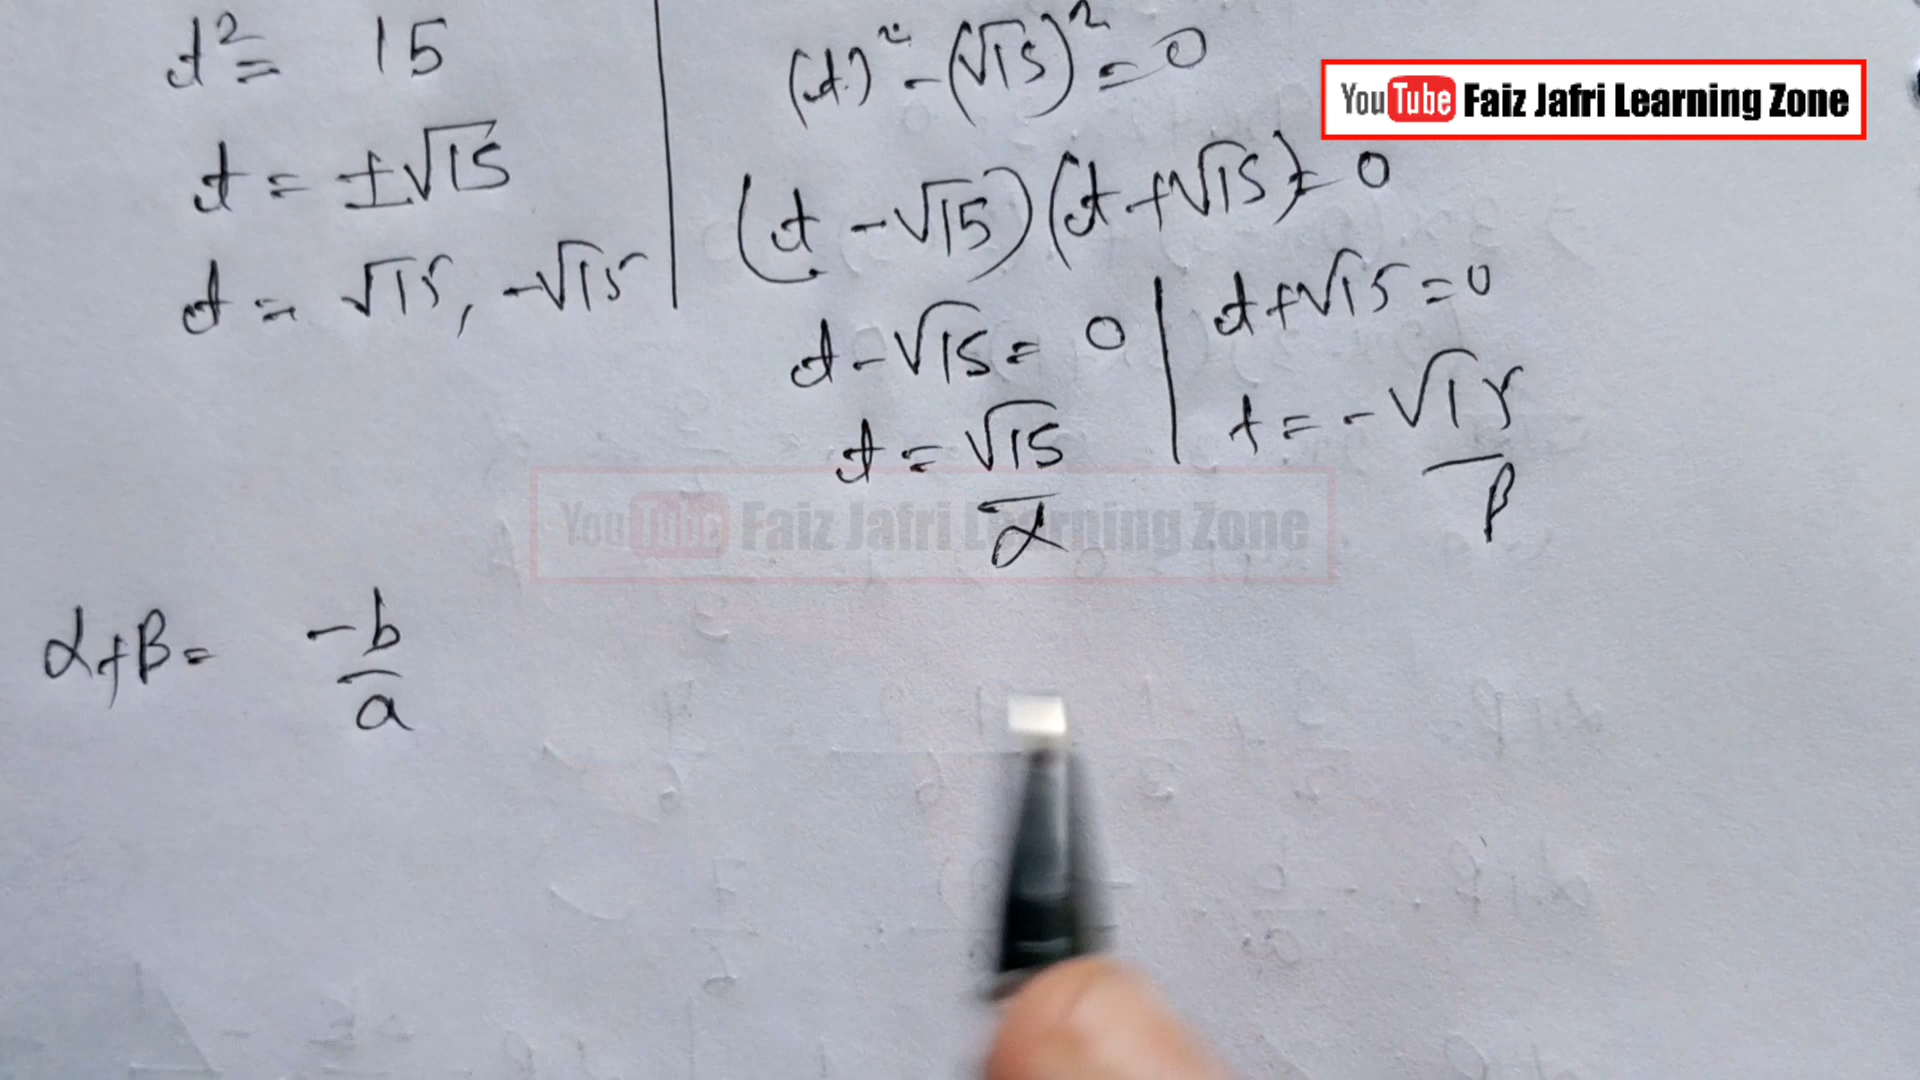 t² = 15
t = ±√15
t = √15, -√15
(t)² - (√15)² = 0
(t - √15)(t + √15) = 0
t - √15 = 0
t = √15
α
t + √15 = 0
t = -√15
β
α + β = -b/a
YouTube Faiz Jafri Learning Zone
YouTube Faiz Jafri Learning Zone